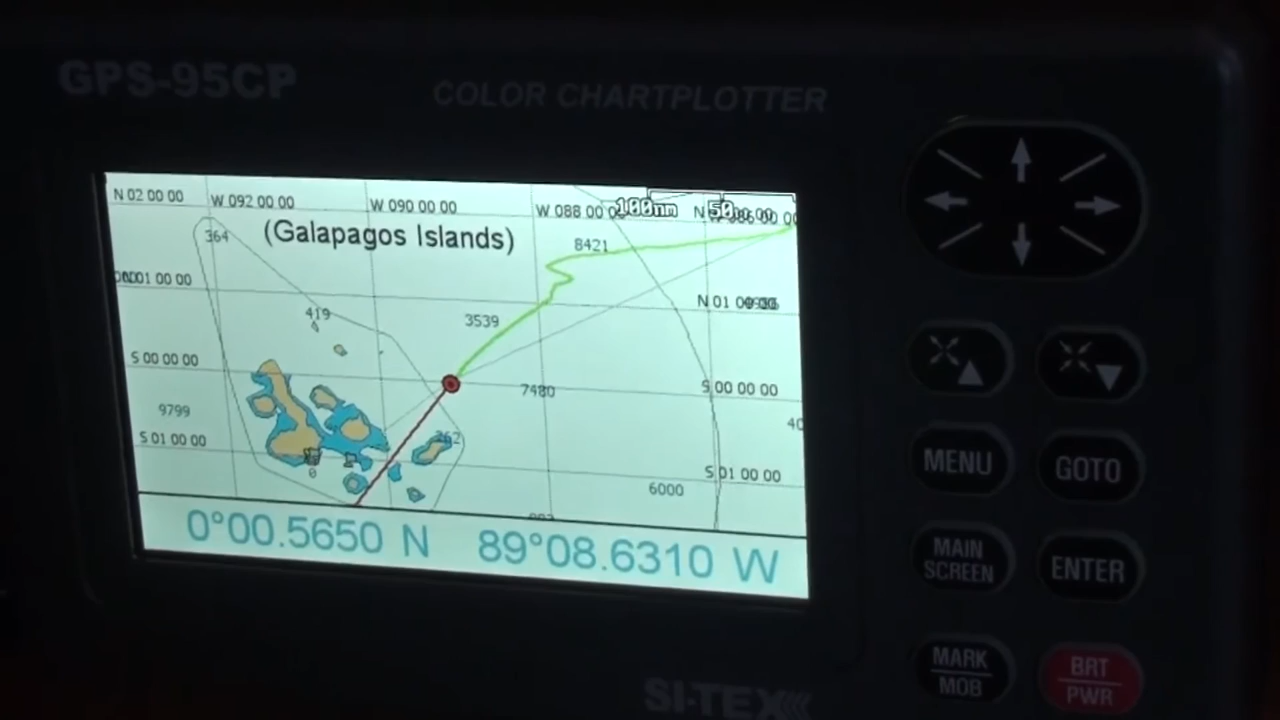 GPS-95CP
COLOR CHARTPLOTTER
N 02 00 00
W 092 00 00
W 090 00 00
W 088 00 00
100nm
50
364
(Galapagos Islands)
8421
01 00 00
419
3539
N 01 00 00
S 00 00 00
7480
S 00 00 00
9799
S 01 00 00
262
0
6000
S 01 00 00
0°00.5650 N 89°08.6310 W
MENU
GOTO
MAIN
SCREEN
ENTER
MARK
MOB
BRT
PWR
SI-TEX